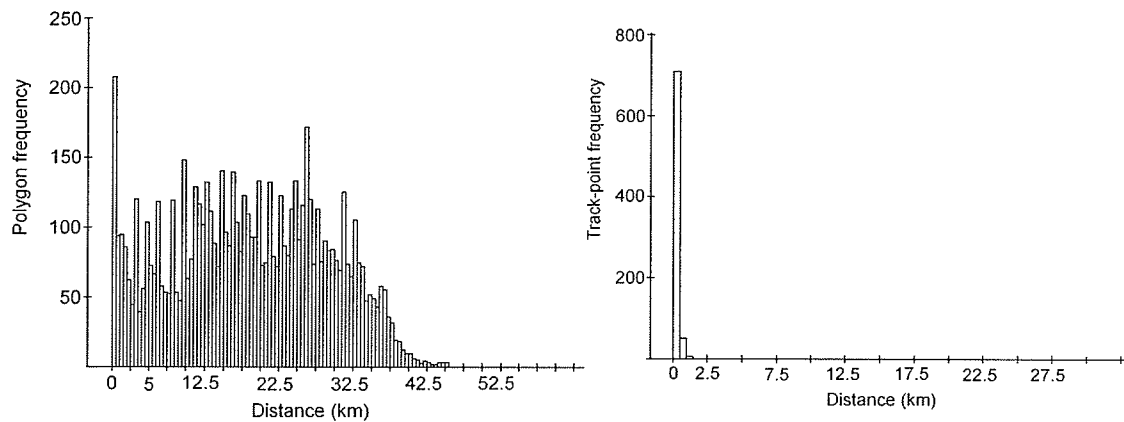 250
200
150
100
50
Polygon frequency
0 5 12.5 22.5 32.5 42.5 52.5
Distance (km)
800
600
400
200
Track-point frequency
0 2.5 7.5 12.5 17.5 22.5 27.5
Distance (km)